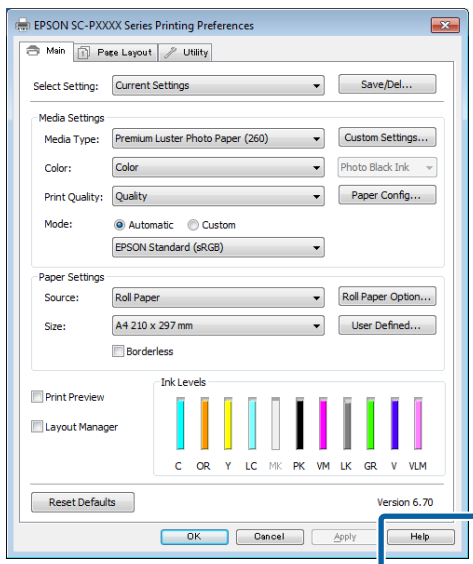 EPSON SC-PXXXX Series Printing Preferences
Main Page Layout Utility
Select Setting: Current Settings Save/Del...
Media Settings
Media Type: Premium Luster Photo Paper (260) Custom Settings...
Color: Color Photo Black Ink
Print Quality: Quality Paper Config...
Mode: Automatic Custom
EPSON Standard (sRGB)
Paper Settings
Source: Roll Paper Roll Paper Option...
Size: A4 210 x 297 mm User Defined...
Borderless
Ink Levels
Print Preview
Layout Manager
C OR Y LC MK PK VM LK GR V VLM
Reset Defaults Version 6.70
OK Cancel Apply Help